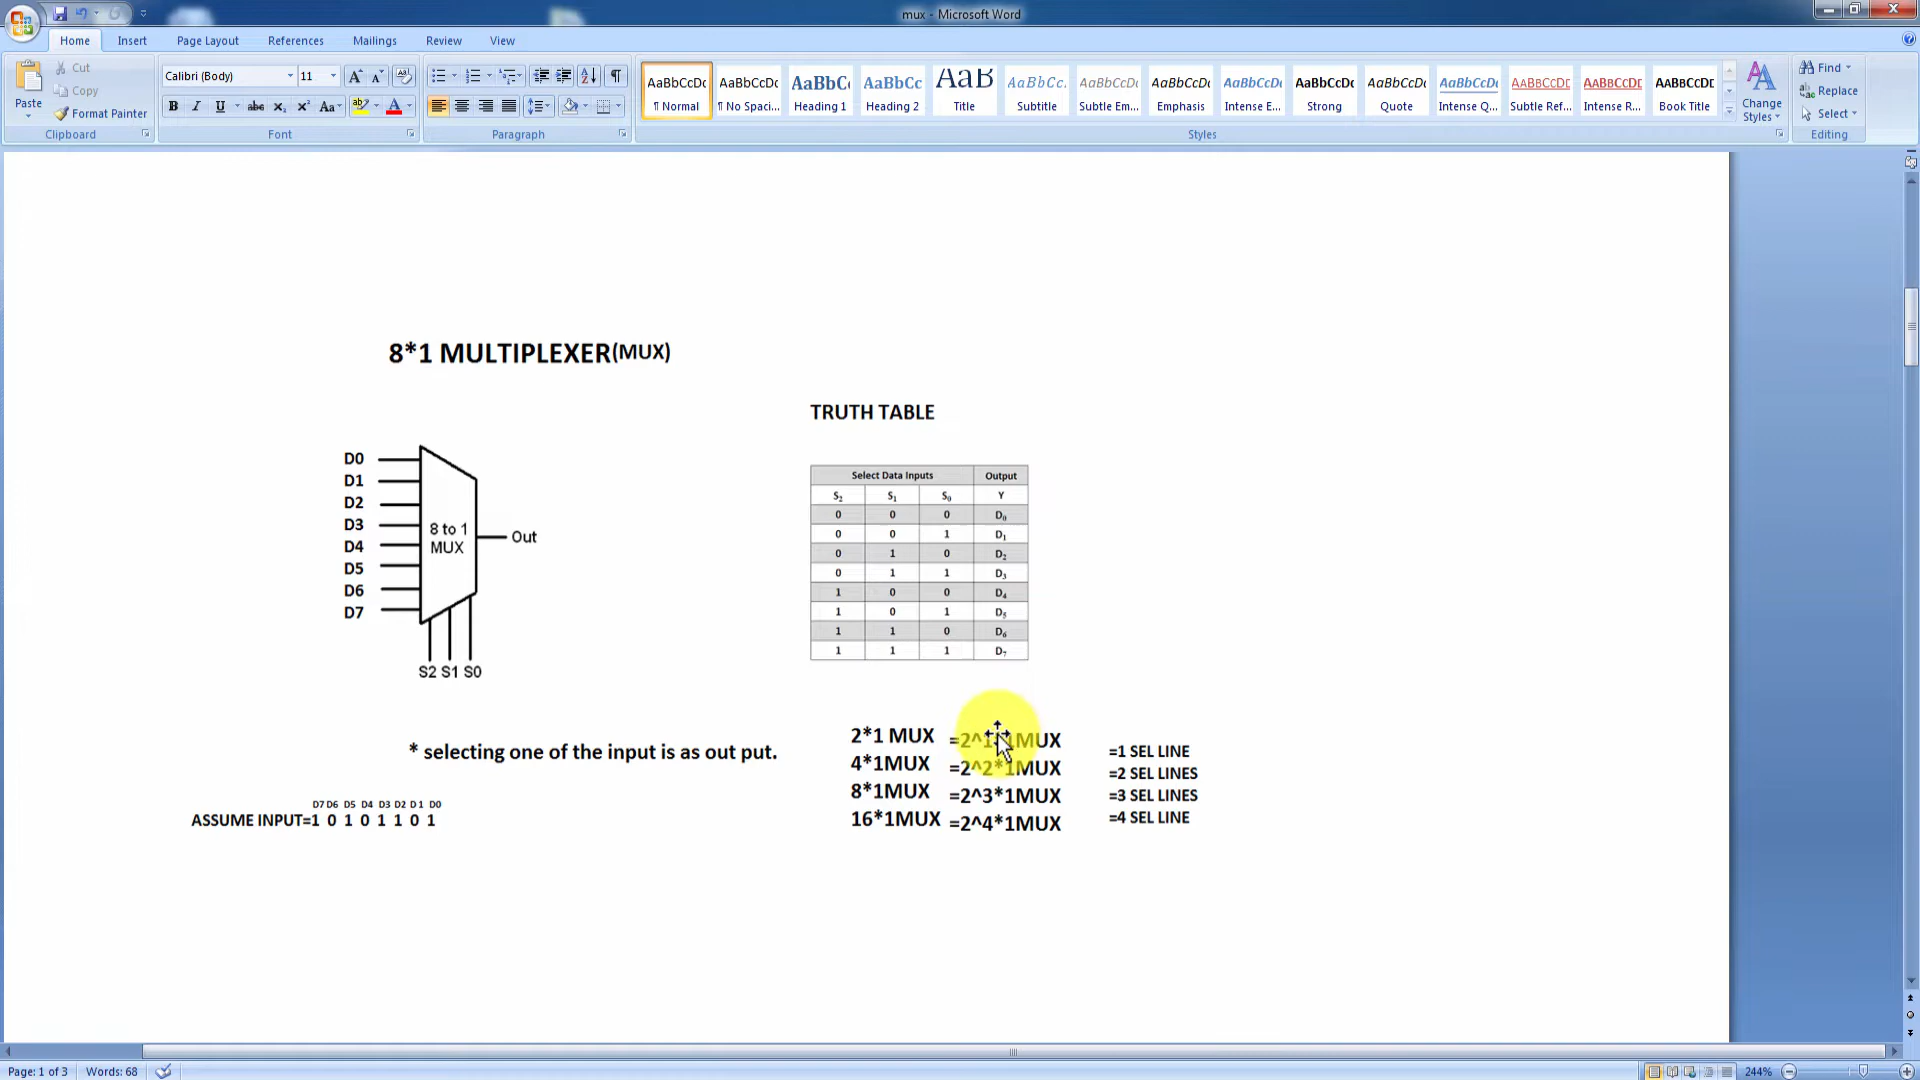 mux - Microsoft Word
Home Insert Page Layout References Mailings Review View
Paste
Cut
Copy
Format Painter
Clipboard
Calibri (Body) 11
Font
Paragraph
AaBbCcDc AaBbCcDc AaBbC AaBbCc AaB AaBbCc. AaBbCcDc AaBbCcDc AaBbCcDc AaBbCcDc AaBbCcDc AaBbCcDc AABBCCDE AABBCCDE AABBCCDE
¶ Normal ¶ No Spaci... Heading 1 Heading 2 Title Subtitle Subtle Em... Emphasis Intense E... Strong Quote Intense Q... Subtle Ref... Intense R... Book Title
Styles
Change Styles
Find
Replace
Select
Editing
8*1 MULTIPLEXER(MUX)
TRUTH TABLE
D0
D1
D2
D3
D4
D5
D6
D7
8 to 1
MUX
Out
S2 S1 S0
Select Data Inputs Output
S2 S1 S0 Y
0 0 0 D0
0 0 1 D1
0 1 0 D2
0 1 1 D3
1 0 0 D4
1 0 1 D5
1 1 0 D6
1 1 1 D7
* selecting one of the input is as out put.
2*1 MUX =2^1*1MUX =1 SEL LINE
4*1MUX =2^2*1MUX =2 SEL LINES
8*1MUX =2^3*1MUX =3 SEL LINES
16*1MUX =2^4*1MUX =4 SEL LINE
D7 D6 D5 D4 D3 D2 D1 D0
ASSUME INPUT=1 0 1 0 1 1 0 1
Page: 1 of 3 Words: 68 244%